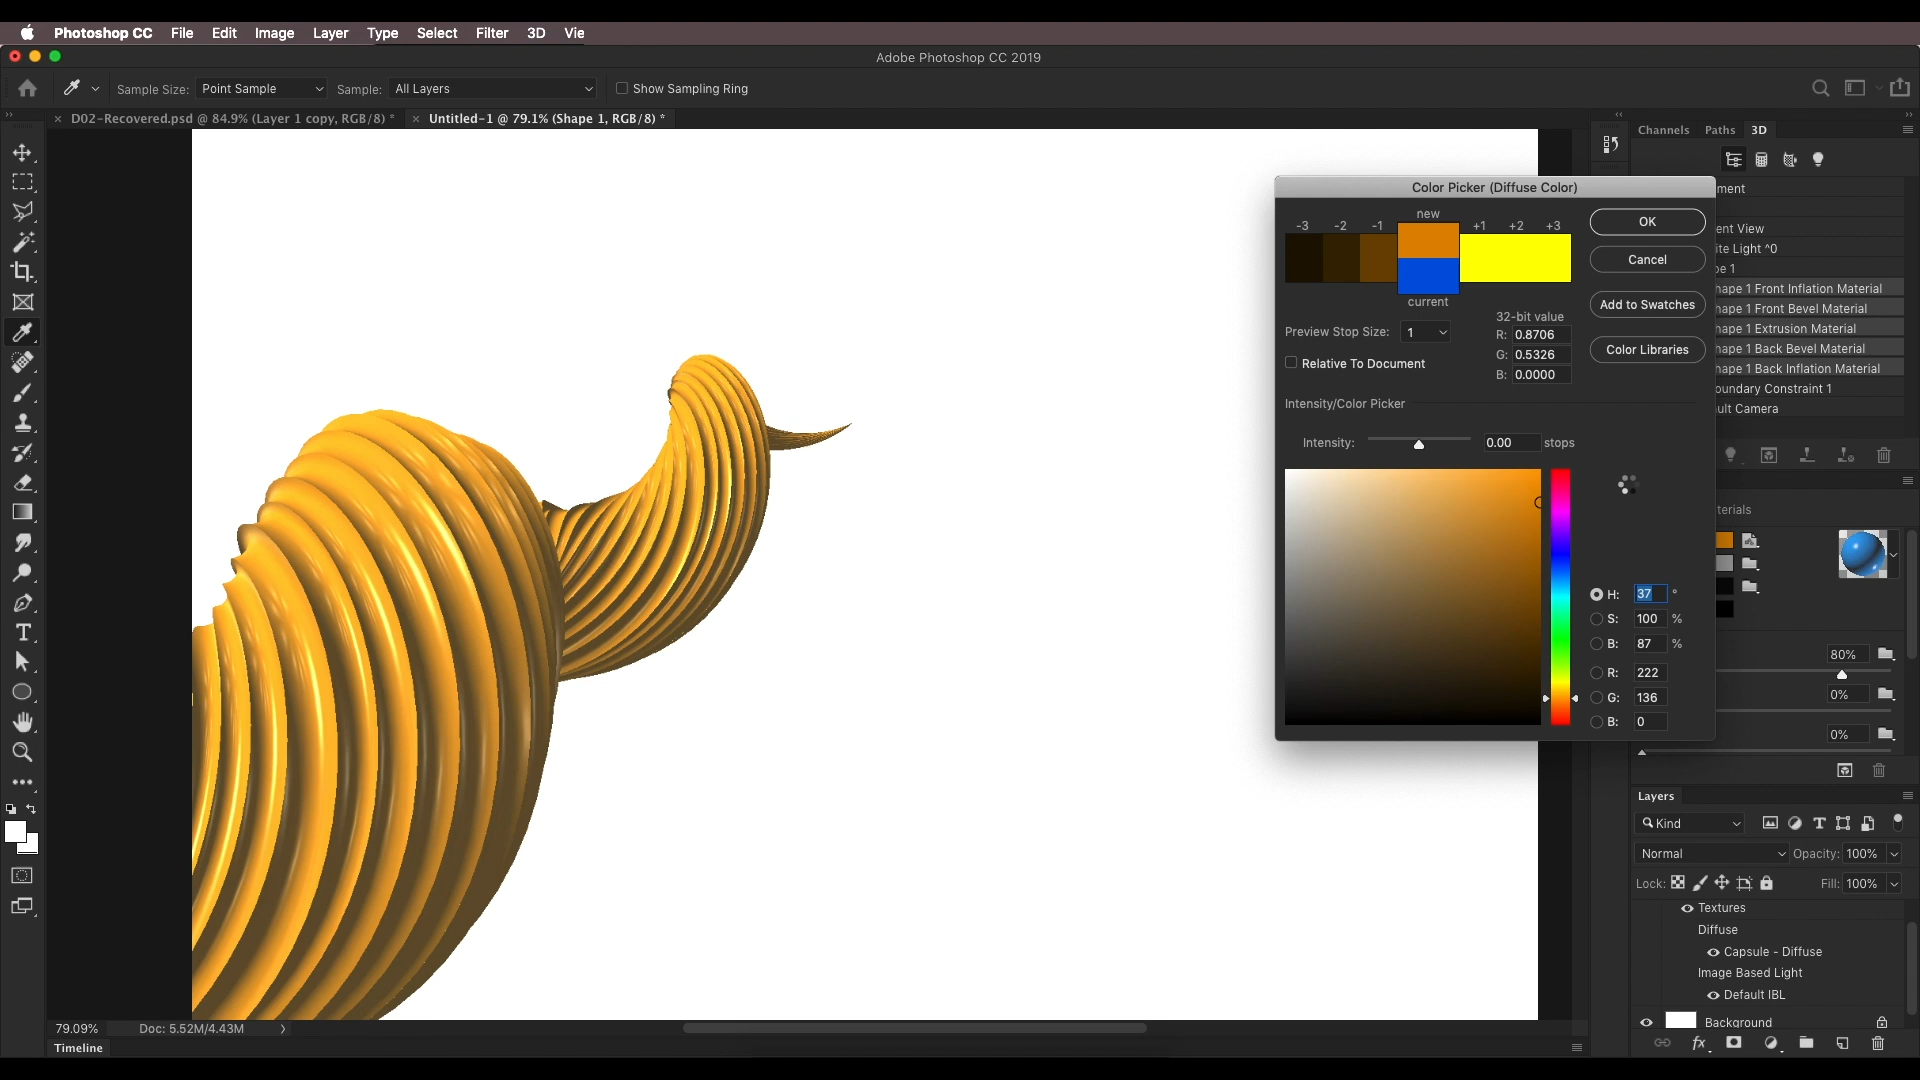 Photoshop CC File Edit Image Layer Type Select Filter 3D Vie
Adobe Photoshop CC 2019
Sample Size: Point Sample Sample: All Layers Show Sampling Ring
D02-Recovered.psd @ 84.9% (Layer 1 copy, RGB/8) * Untitled-1 @ 79.1% (Shape 1, RGB/8) *
Channels Paths 3D
Color Picker (Diffuse Color)
new
-3 -2 -1 +1 +2 +3
current
OK
Cancel
Add to Swatches
Color Libraries
Preview Stop Size: 1
Relative To Document
32-bit value
R: 0.8706
G: 0.5326
B: 0.0000
Intensity/Color Picker
Intensity: 0.00 stops
H: 37 °
S: 100 %
B: 87 %
R: 222
G: 136
B: 0
ment
ent View
ite Light ^0
pe 1
hape 1 Front Inflation Material
hape 1 Front Bevel Material
hape 1 Extrusion Material
hape 1 Back Bevel Material
hape 1 Back Inflation Material
oundary Constraint 1
ult Camera
terials
80%
0%
0%
Layers
Kind
Normal Opacity: 100%
Lock: Fill: 100%
Textures
Diffuse
Capsule - Diffuse
Image Based Light
Default IBL
Background
fx
79.09% Doc: 5.52M/4.43M
Timeline